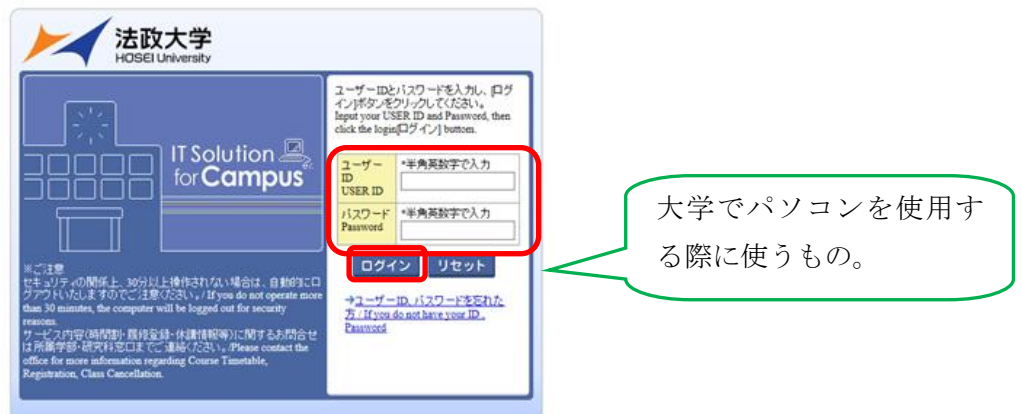 法政大学
HOSEI University
IT Solution
for Campus
※ご注意
セキュリティの関係上、30分以上操作されない場合は、自動的にロ
グアウトいたしますのでご注意ください。/If you do not operate more
than 30 minutes, the computer will be logged out for security
reasons.
サービス内容(時間割・履修登録・休講情報等)に関するお問合せ
は所属学部・研究科窓口までご連絡ください。/Please contact the
office for more information regarding Course Timetable,
Registration, Class Cancellation.
ユーザーIDとパスワードを入力し、[ログ
イン]ボタンをクリックしてください。
Input your USER ID and Password, then
click the login[ログイン] buttom.
ユーザー
ID
USER ID
*半角英数字で入力
パスワード
Password
*半角英数字で入力
ログイン リセット
→ユーザーID、パスワードを忘れた
方 / If you do not have your ID 、
Password
大学でパソコンを使用す
る際に使うもの。